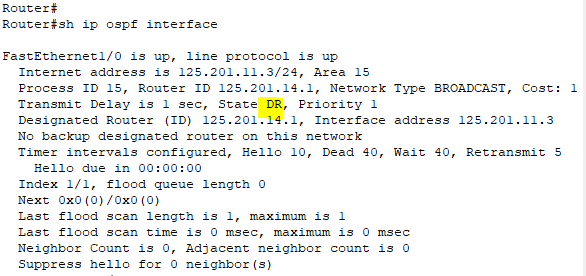 Router#
Router#sh ip ospf interface
FastEthernet1/0 is up, line protocol is up
Internet address is 125.201.11.3/24, Area 15
Process ID 15, Router ID 125.201.14.1, Network Type BROADCAST, Cost: 1
Transmit Delay is 1 sec, State DR, Priority 1
Designated Router (ID) 125.201.14.1, Interface address 125.201.11.3
No backup designated router on this network
Timer intervals configured, Hello 10, Dead 40, Wait 40, Retransmit 5
Hello due in 00:00:00
Index 1/1, flood queue length 0
Next 0x0(0)/0x0(0)
Last flood scan length is 1, maximum is 1
Last flood scan time is 0 msec, maximum is 0 msec
Neighbor Count is 0, Adjacent neighbor count is 0
Suppress hello for 0 neighbor(s)